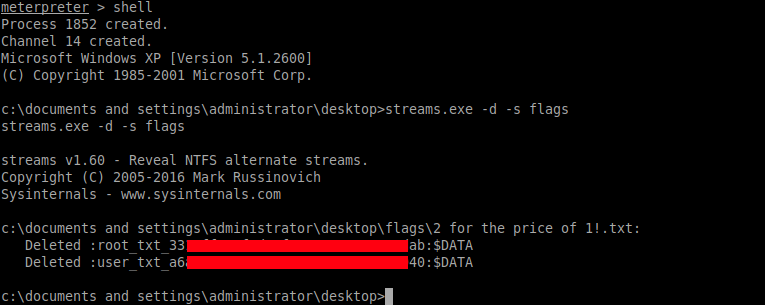 meterpreter > shell
Process 1852 created.
Channel 14 created.
Microsoft Windows XP [Version 5.1.2600]
(C) Copyright 1985-2001 Microsoft Corp.
c:\documents and settings\administrator\desktop>streams.exe -d -s flags
streams.exe -d -s flags
streams v1.60 - Reveal NTFS alternate streams.
Copyright (C) 2005-2016 Mark Russinovich
Sysinternals - www.sysinternals.com
c:\documents and settings\administrator\desktop\flags\2 for the price of 1!.txt:
Deleted :root_txt_33 ab:$DATA
Deleted :user_txt_a6 40:$DATA
c:\documents and settings\administrator\desktop>